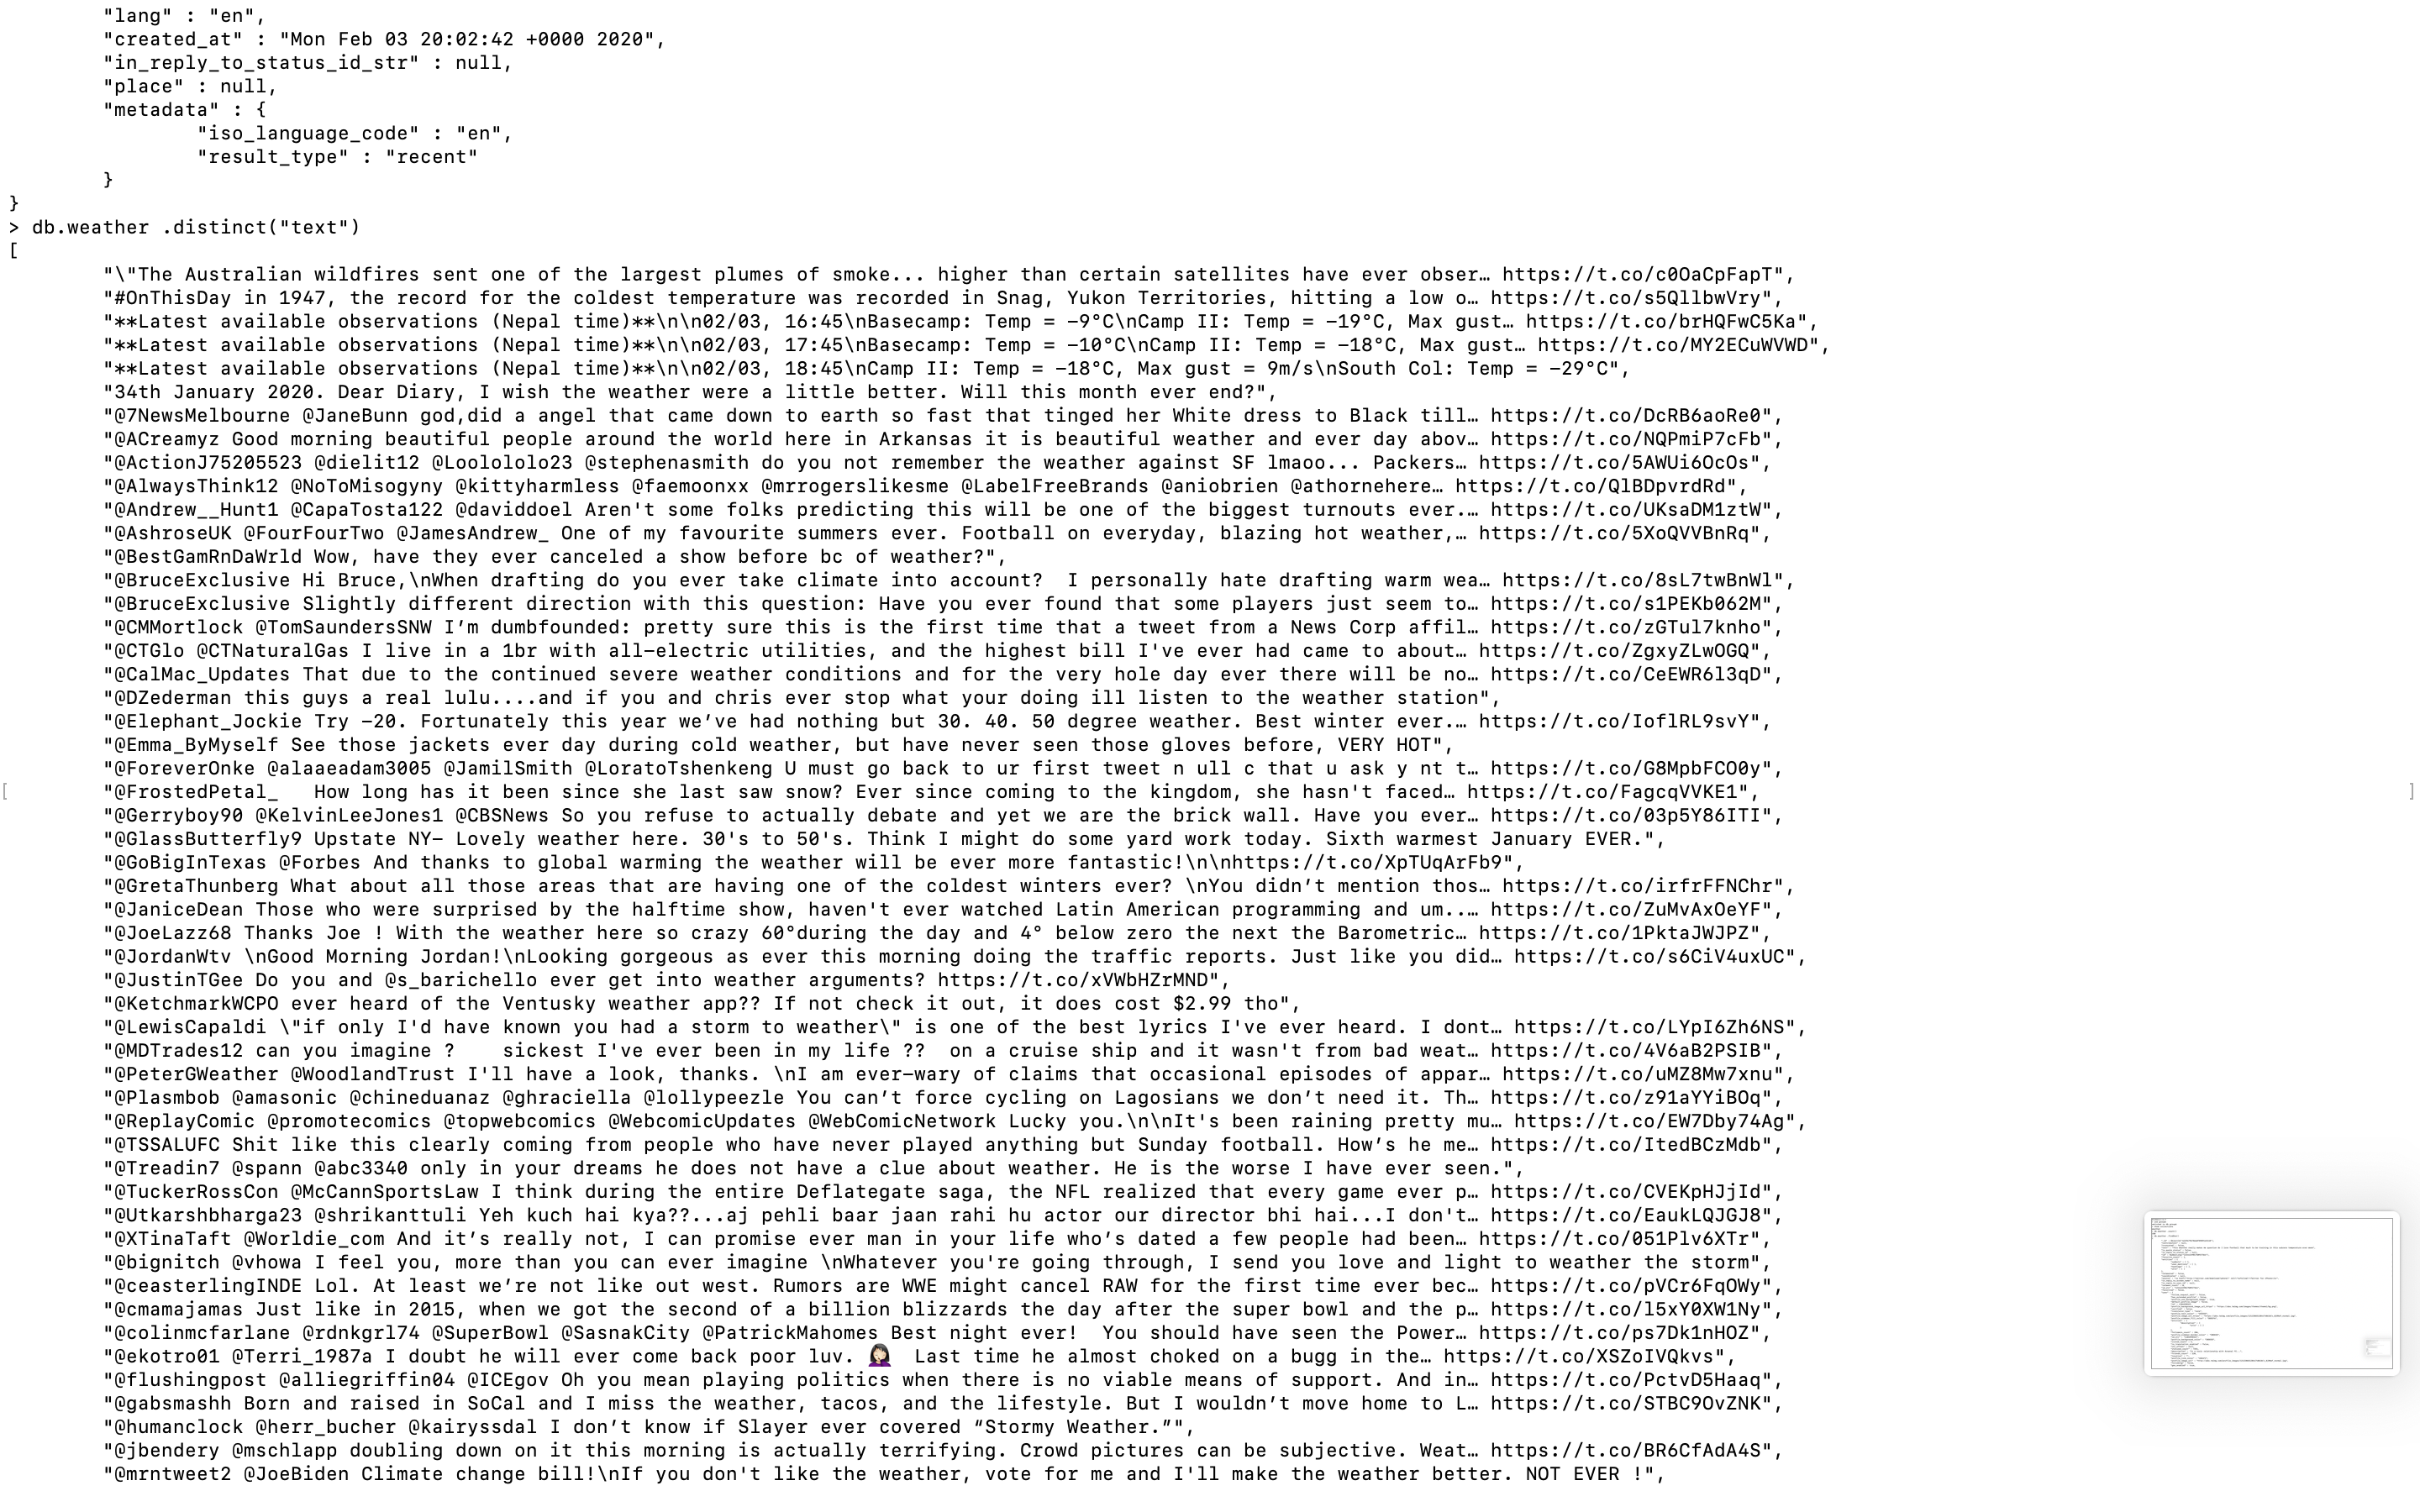 "lang" : "en",
"created_at" : "Mon Feb 03 20:02:42 +0000 2020",
"in_reply_to_status_id_str" : null,
"place" : null,
"metadata" : {
"iso_language_code" : "en",
"result_type" : "recent"
}
}
> db.weather .distinct("text")
[
"\"The Australian wildfires sent one of the largest plumes of smoke... higher than certain satellites have ever obser… https://t.co/c0OaCpFapT",
"#OnThisDay in 1947, the record for the coldest temperature was recorded in Snag, Yukon Territories, hitting a low o… https://t.co/s5QllbwVry",
"**Latest available observations (Nepal time)**\n\n02/03, 16:45\nBasecamp: Temp = -9°C\nCamp II: Temp = -19°C, Max gust… https://t.co/brHQFwC5Ka",
"**Latest available observations (Nepal time)**\n\n02/03, 17:45\nBasecamp: Temp = -10°C\nCamp II: Temp = -18°C, Max gust… https://t.co/MY2ECuWVWD",
"**Latest available observations (Nepal time)**\n\n02/03, 18:45\nCamp II: Temp = -18°C, Max gust = 9m/s\nSouth Col: Temp = -29°C",
"34th January 2020. Dear Diary, I wish the weather were a little better. Will this month ever end?",
"@7NewsMelbourne @JaneBunn god,did a angel that came down to earth so fast that tinged her White dress to Black till… https://t.co/DcRB6aoRe0",
"@ACreamyz Good morning beautiful people around the world here in Arkansas it is beautiful weather and ever day abov… https://t.co/NQPmiP7cFb",
"@ActionJ75205523 @dielit12 @Loolololo23 @stephenasmith do you not remember the weather against SF lmaoo... Packers… https://t.co/5AWUi6OcOs",
"@AlwaysThink12 @NoToMisogyny @kittyharmless @faemoonxx @mrrogerslikesme @LabelFreeBrands @aniobrien @athornehere… https://t.co/QlBDpvrdRd",
"@Andrew__Hunt1 @CapaTosta122 @daviddoel Aren't some folks predicting this will be one of the biggest turnouts ever.… https://t.co/UKsaDM1ztW",
"@AshroseUK @FourFourTwo @JamesAndrew_ One of my favourite summers ever. Football on everyday, blazing hot weather,… https://t.co/5XoQVVBnRq",
"@BestGamRnDaWrld Wow, have they ever canceled a show before bc of weather?",
"@BruceExclusive Hi Bruce,\nWhen drafting do you ever take climate into account?  I personally hate drafting warm wea… https://t.co/8sL7twBnWl",
"@BruceExclusive Slightly different direction with this question: Have you ever found that some players just seem to… https://t.co/s1PEKb062M",
"@CMMortlock @TomSaundersSNW I’m dumbfounded: pretty sure this is the first time that a tweet from a News Corp affil… https://t.co/zGTul7knho",
"@CTGlo @CTNaturalGas I live in a 1br with all-electric utilities, and the highest bill I've ever had came to about… https://t.co/ZgxyZLwOGQ",
"@CalMac_Updates That due to the continued severe weather conditions and for the very hole day ever there will be no… https://t.co/CeEWR6l3qD",
"@DZederman this guys a real lulu....and if you and chris ever stop what your doing ill listen to the weather station",
"@Elephant_Jockie Try -20. Fortunately this year we’ve had nothing but 30. 40. 50 degree weather. Best winter ever.… https://t.co/IoflRL9svY",
"@Emma_ByMyself See those jackets ever day during cold weather, but have never seen those gloves before, VERY HOT",
"@ForeverOnke @alaaeadam3005 @JamilSmith @LoratoTshenkeng U must go back to ur first tweet n ull c that u ask y nt t… https://t.co/G8MpbFCO0y",
"@FrostedPetal_   How long has it been since she last saw snow? Ever since coming to the kingdom, she hasn't faced… https://t.co/FagcqVVKE1",
"@Gerryboy90 @KelvinLeeJones1 @CBSNews So you refuse to actually debate and yet we are the brick wall. Have you ever… https://t.co/03p5Y86ITI",
"@GlassButterfly9 Upstate NY- Lovely weather here. 30's to 50's. Think I might do some yard work today. Sixth warmest January EVER.",
"@GoBigInTexas @Forbes And thanks to global warming the weather will be ever more fantastic!\n\nhttps://t.co/XpTUqArFb9",
"@GretaThunberg What about all those areas that are having one of the coldest winters ever? \nYou didn’t mention thos… https://t.co/irfrFFNChr",
"@JaniceDean Those who were surprised by the halftime show, haven't ever watched Latin American programming and um..… https://t.co/ZuMvAxOeYF",
"@JoeLazz68 Thanks Joe ! With the weather here so crazy 60°during the day and 4° below zero the next the Barometric… https://t.co/1PktaJWJPZ",
"@JordanWtv \nGood Morning Jordan!\nLooking gorgeous as ever this morning doing the traffic reports. Just like you did… https://t.co/s6CiV4uxUC",
"@JustinTGee Do you and @s_barichello ever get into weather arguments? https://t.co/xVWbHZrMND",
"@KetchmarkWCPO ever heard of the Ventusky weather app?? If not check it out, it does cost $2.99 tho",
"@LewisCapaldi \"if only I'd have known you had a storm to weather\" is one of the best lyrics I've ever heard. I dont… https://t.co/LYpI6Zh6NS",
"@MDTrades12 can you imagine ?    sickest I've ever been in my life ??  on a cruise ship and it wasn't from bad weat… https://t.co/4V6aB2PSIB",
"@PeterGWeather @WoodlandTrust I'll have a look, thanks. \nI am ever-wary of claims that occasional episodes of appar… https://t.co/uMZ8Mw7xnu",
"@Plasmbob @amasonic @chineduanaz @ghraciella @lollypeezle You can’t force cycling on Lagosians we don’t need it. Th… https://t.co/z91aYYiBOq",
"@ReplayComic @promotecomics @topwebcomics @WebcomicUpdates @WebComicNetwork Lucky you.\n\nIt's been raining pretty mu… https://t.co/EW7Dby74Ag",
"@TSSALUFC Shit like this clearly coming from people who have never played anything but Sunday football. How’s he me… https://t.co/ItedBCzMdb",
"@Treadin7 @spann @abc3340 only in your dreams he does not have a clue about weather. He is the worse I have ever seen.",
"@TuckerRossCon @McCannSportsLaw I think during the entire Deflategate saga, the NFL realized that every game ever p… https://t.co/CVEKpHJjId",
"@Utkarshbharga23 @shrikanttuli Yeh kuch hai kya??...aj pehli baar jaan rahi hu actor our director bhi hai...I don't… https://t.co/EaukLQJGJ8",
"@XTinaTaft @Worldie_com And it’s really not, I can promise ever man in your life who’s dated a few people had been… https://t.co/051Plv6XTr",
"@bignitch @vhowa I feel you, more than you can ever imagine \nWhatever you're going through, I send you love and light to weather the storm",
"@ceasterlingINDE Lol. At least we’re not like out west. Rumors are WWE might cancel RAW for the first time ever bec… https://t.co/pVCr6FqOWy",
"@cmamajamas Just like in 2015, when we got the second of a billion blizzards the day after the super bowl and the p… https://t.co/l5xY0XW1Ny",
"@colinmcfarlane @rdnkgrl74 @SuperBowl @SasnakCity @PatrickMahomes Best night ever!  You should have seen the Power… https://t.co/ps7Dk1nHOZ",
"@ekotro01 @Terri_1987a I doubt he will ever come back poor luv. 🤦🏻‍♀️  Last time he almost choked on a bugg in the… https://t.co/XSZoIVQkvs",
"@flushingpost @alliegriffin04 @ICEgov Oh you mean playing politics when there is no viable means of support. And in… https://t.co/PctvD5Haaq",
"@gabsmashh Born and raised in SoCal and I miss the weather, tacos, and the lifestyle. But I wouldn’t move home to L… https://t.co/STBC9OvZNK",
"@humanclock @herr_bucher @kairyssdal I don’t know if Slayer ever covered “Stormy Weather.”",
"@jbendery @mschlapp doubling down on it this morning is actually terrifying. Crowd pictures can be subjective. Weat… https://t.co/BR6CfAdA4S",
"@mrntweet2 @JoeBiden Climate change bill!\nIf you don't like the weather, vote for me and I'll make the weather better. NOT EVER !",